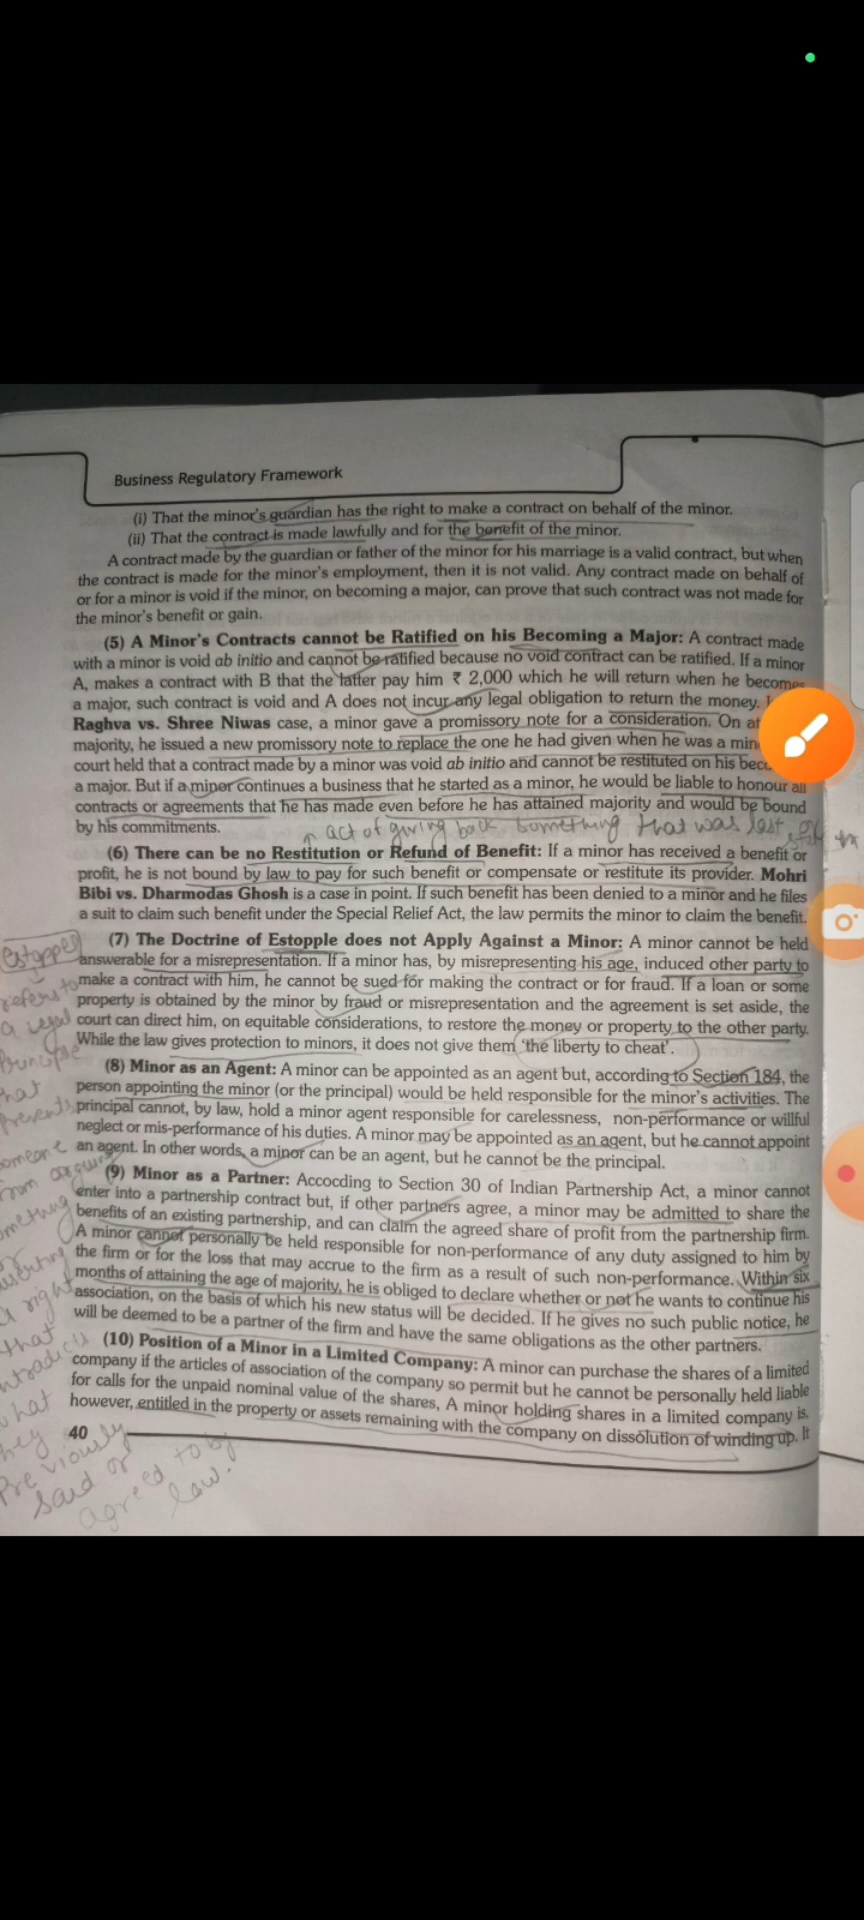 Business Regulatory Framework
(i) That the minor's guardian has the right to make a contract on behalf of the minor.
(ii) That the contract is made lawfully and for the benefit of the minor.
A contract made by the guardian or father of the minor for his marriage is a valid contract, but when
the contract is made for the minor's employment, then it is not valid. Any contract made on behalf of
or for a minor is void if the minor, on becoming a major, can prove that such contract was not made for
the minor's benefit or gain.
(5) A Minor's Contracts cannot be Ratified on his Becoming a Major: A contract made
with a minor is void ab initio and cannot be ratified because no void contract can be ratified. If a minor
A, makes a contract with B that the latter pay him ₹ 2,000 which he will return when he becomes
a major, such contract is void and A does not incur any legal obligation to return the money.
Raghva vs. Shree Niwas case, a minor gave a promissory note for a consideration. On
majority, he issued a new promissory note to replace the one he had given when he was a
court held that a contract made by a minor was void ab initio and cannot be restituted on his
a major. But if a minor continues a business that he started as a minor, he would be liable to honour all
contracts or agreements that he has made even before he has attained majority and would be bound
by his commitments.
act of giving back something that was lost or
(6) There can be no Restitution or Refund of Benefit: If a minor has received a benefit or
profit, he is not bound by law to pay for such benefit or compensate or restitute its provider. Mohri
Bibi vs. Dharmodas Ghosh is a case in point. If such benefit has been denied to a minor and he files
a suit to claim such benefit under the Special Relief Act, the law permits the minor to claim the benefit.
(7) The Doctrine of Estopple does not Apply Against a Minor: A minor cannot be held
answerable for a misrepresentation. If a minor has, by misrepresenting his age, induced other party to
make a contract with him, he cannot be sued for making the contract or for fraud. If a loan or some
property is obtained by the minor by fraud or misrepresentation and the agreement is set aside, the
court can direct him, on equitable considerations, to restore the money or property to the other party.
While the law gives protection to minors, it does not give them 'the liberty to cheat'.
(8) Minor as an Agent: A minor can be appointed as an agent but, according to Section 184, the
person appointing the minor (or the principal) would be held responsible for the minor's activities. The
principal cannot, by law, hold a minor agent responsible for carelessness, non-performance or willful
neglect or mis-performance of his duties. A minor may be appointed as an agent, but he cannot appoint
an agent. In other words, a minor can be an agent, but he cannot be the principal.
(9) Minor as a Partner: Accocding to Section 30 of Indian Partnership Act, a minor cannot
enter into a partnership contract but, if other partners agree, a minor may be admitted to share the
benefits of an existing partnership, and can claim the agreed share of profit from the partnership firm.
A minor cannot personally be held responsible for non-performance of any duty assigned to him by
the firm or for the loss that may accrue to the firm as a result of such non-performance. Within six
months of attaining the age of majority, he is obliged to declare whether or not he wants to continue his
association, on the basis of which his new status will be decided. If he gives no such public notice, he
will be deemed to be a partner of the firm and have the same obligations as the other partners.
(10) Position of a Minor in a Limited Company: A minor can purchase the shares of a limited
company if the articles of association of the company so permit but he cannot be personally held liable
for calls for the unpaid nominal value of the shares, A minor holding shares in a limited company is,
however, entitled in the property or assets remaining with the company on dissolution of winding up. It
40
estoppel
refers to
a legal
principle
that
prevents
someone
from arguing
something
or
asserting
a right
that
contradicts
what
they
previously
said or
agreed to by
law.